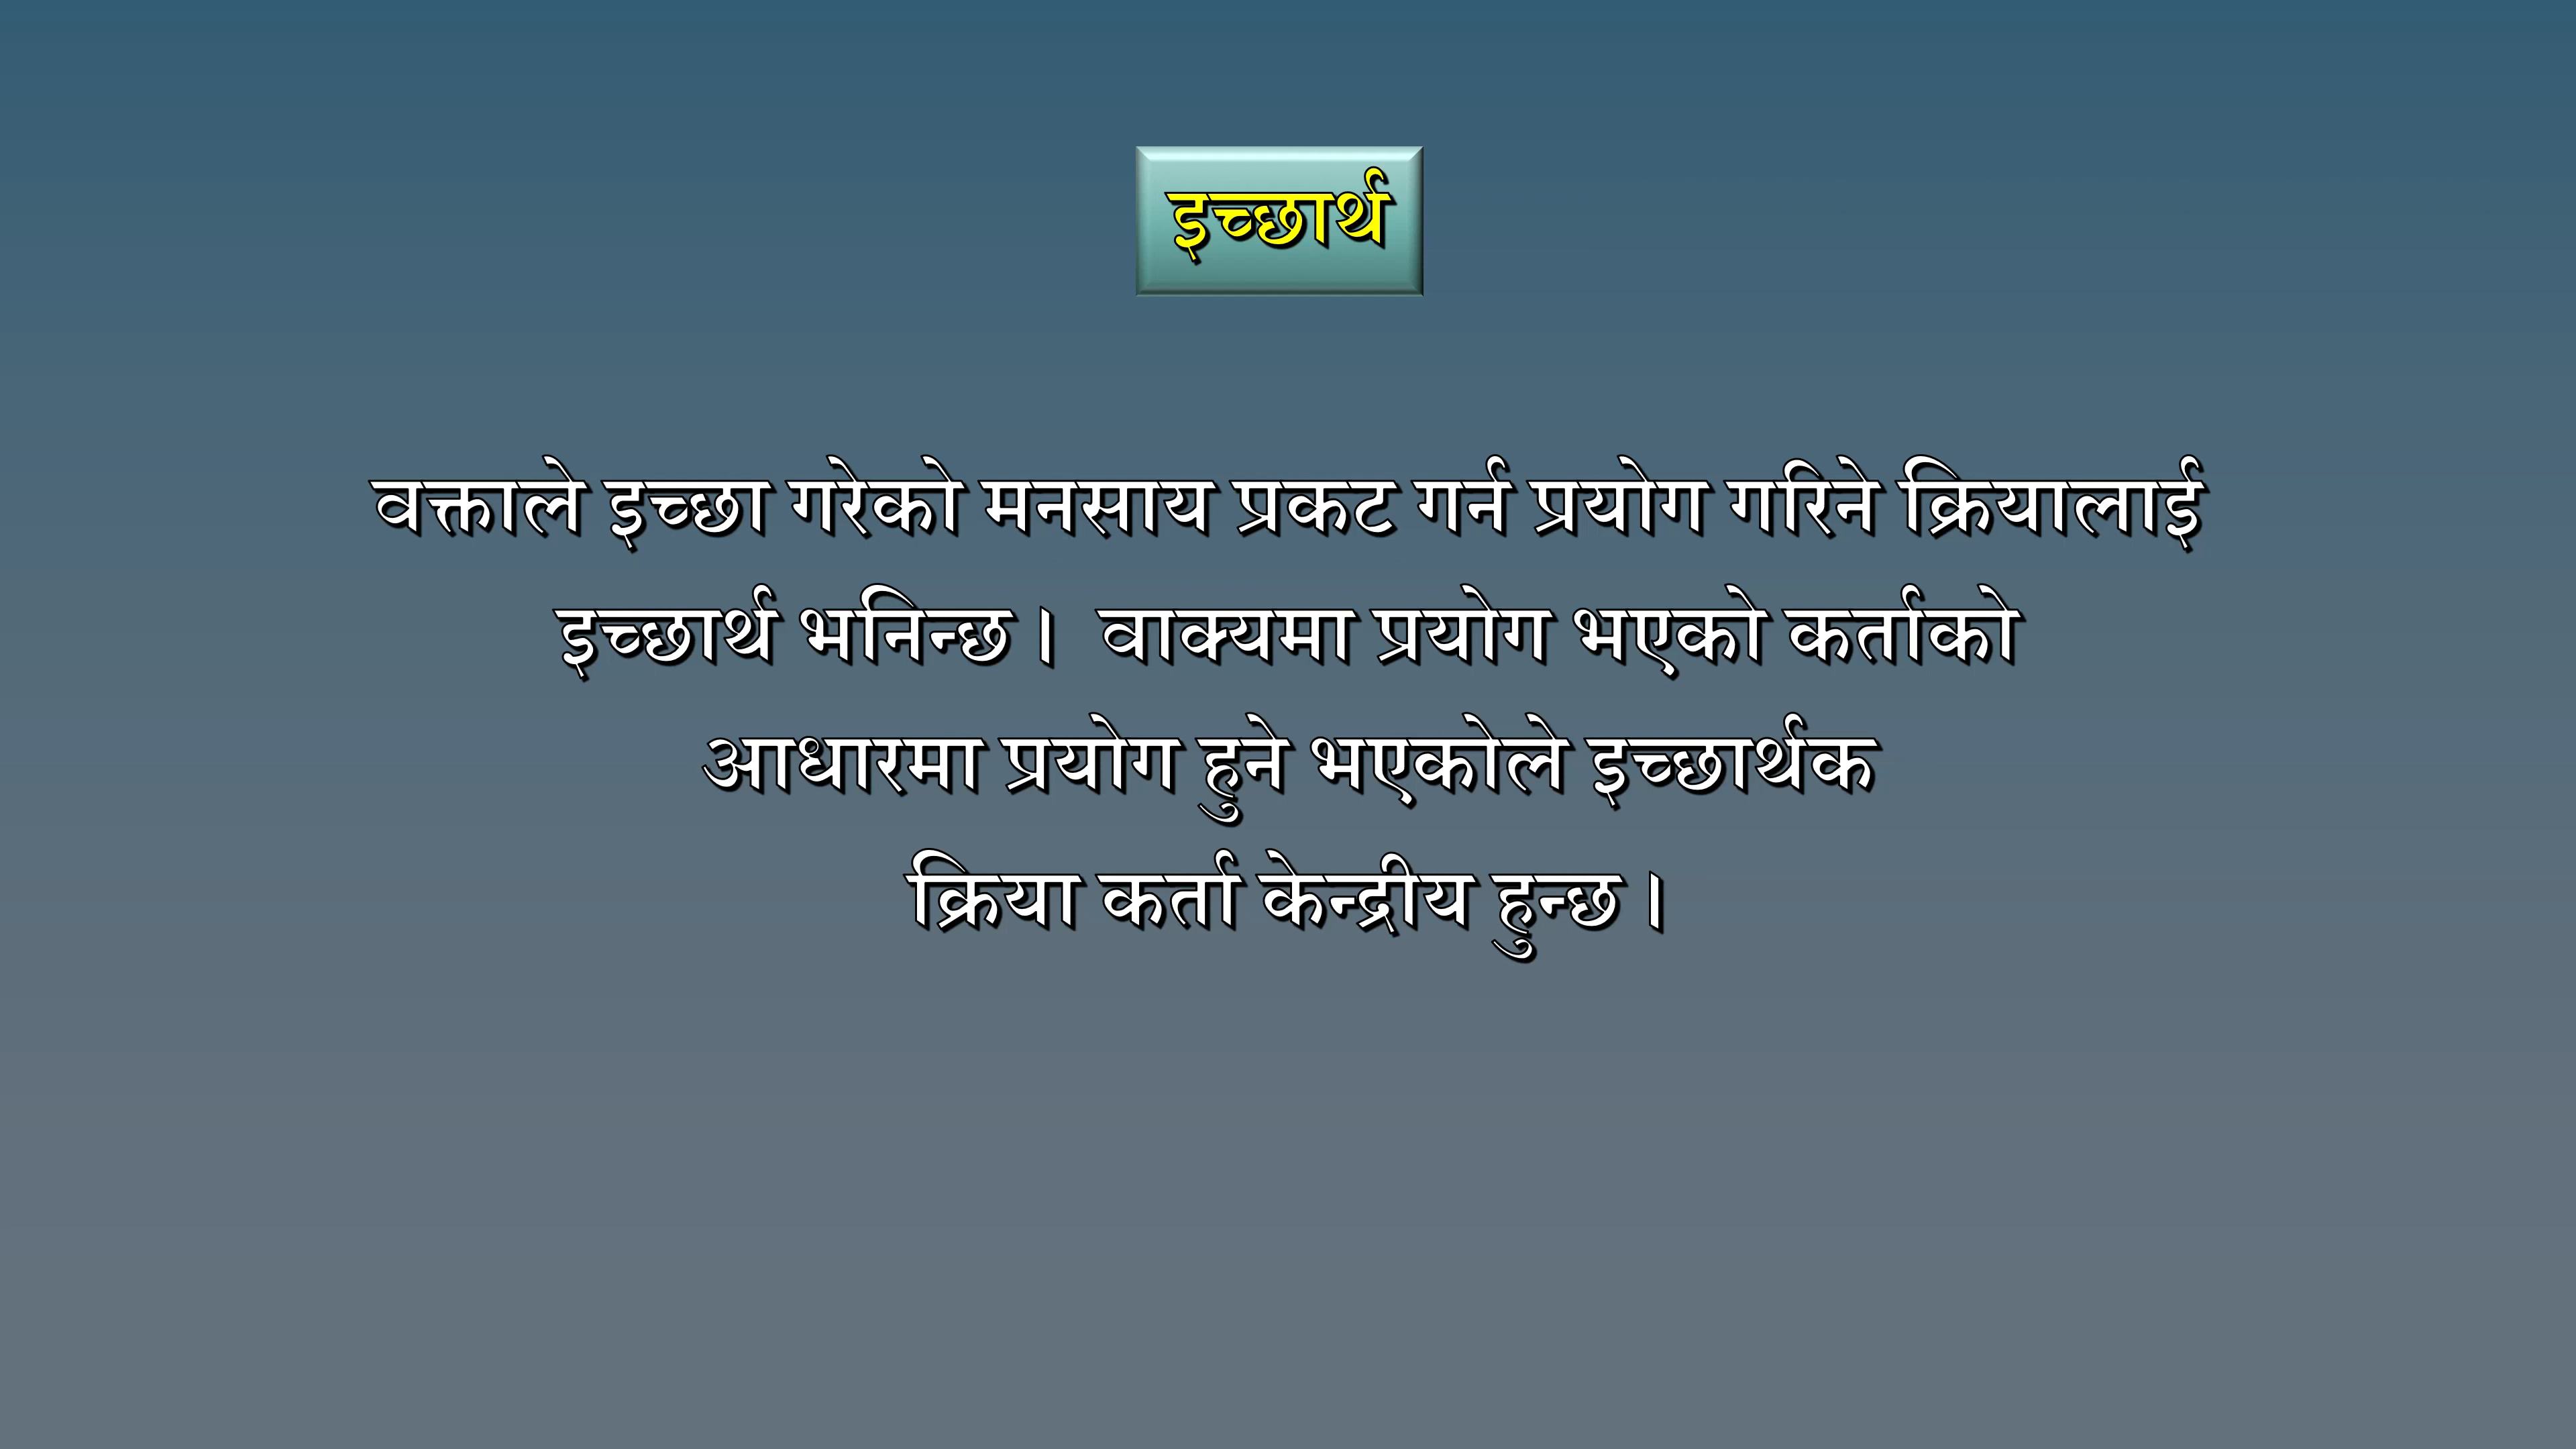 इच्छार्थ
वक्ताले इच्छा गरेको मनसाय प्रकट गर्न प्रयोग गरिने क्रियालाई
इच्छार्थ भनिन्छ । वाक्यमा प्रयोग भएको कर्ताको
आधारमा प्रयोग हुने भएकोले इच्छार्थक
क्रिया कर्ता केन्द्रीय हुन्छ ।